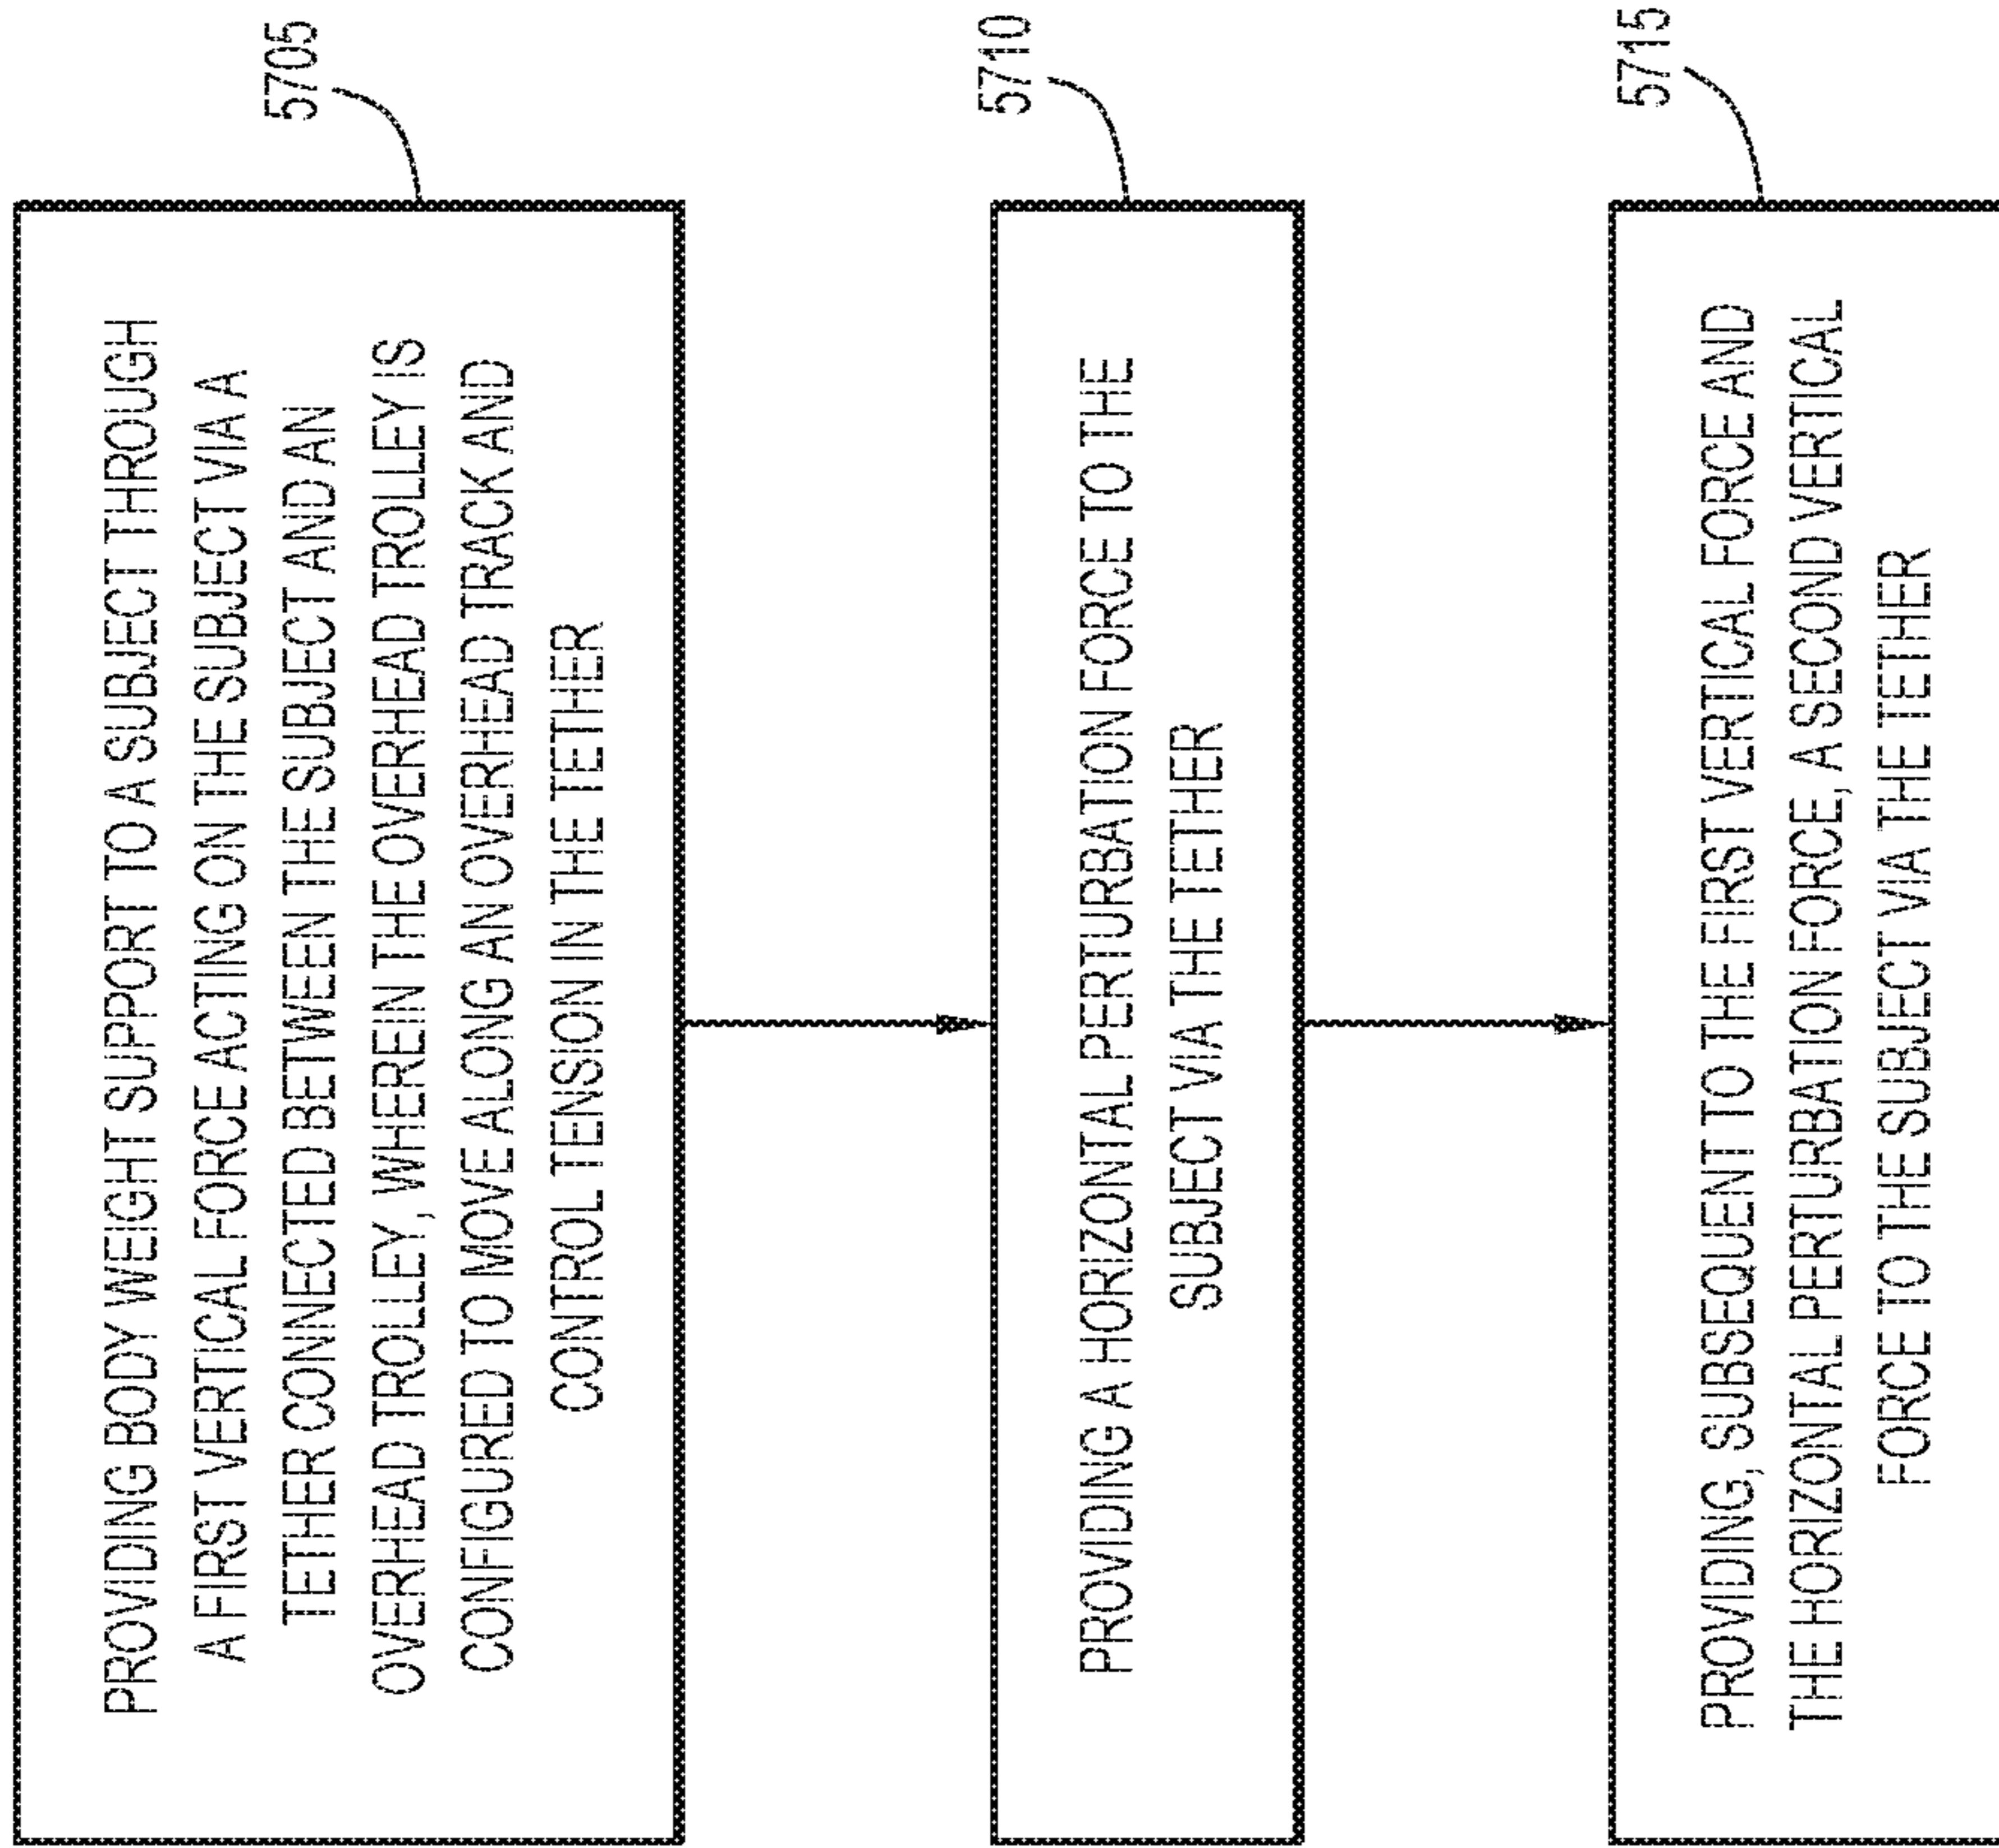 PROVIDING BODY WEIGHT SUPPORT TO A SUBJECT THROUGH
A FIRST VERTICAL FORCE ACTING ON THE SUBJECT VIA A
TETHER CONNECTED BETWEEN THE SUBJECT AND AN
OVERHEAD TROLLEY, WHEREIN THE OVERHEAD TROLLEY IS
CONFIGURED TO MOVE ALONG AN OVERHEAD TRACK AND
CONTROL TENSION IN THE TETHER
5705
PROVIDING A HORIZONTAL PERTURBATION FORCE TO THE
SUBJECT VIA THE TETHER
5710
PROVIDING, SUBSEQUENT TO THE FIRST VERTICAL FORCE AND
THE HORIZONTAL PERTURBATION FORCE, A SECOND VERTICAL
FORCE TO THE SUBJECT VIA THE TETHER
5715